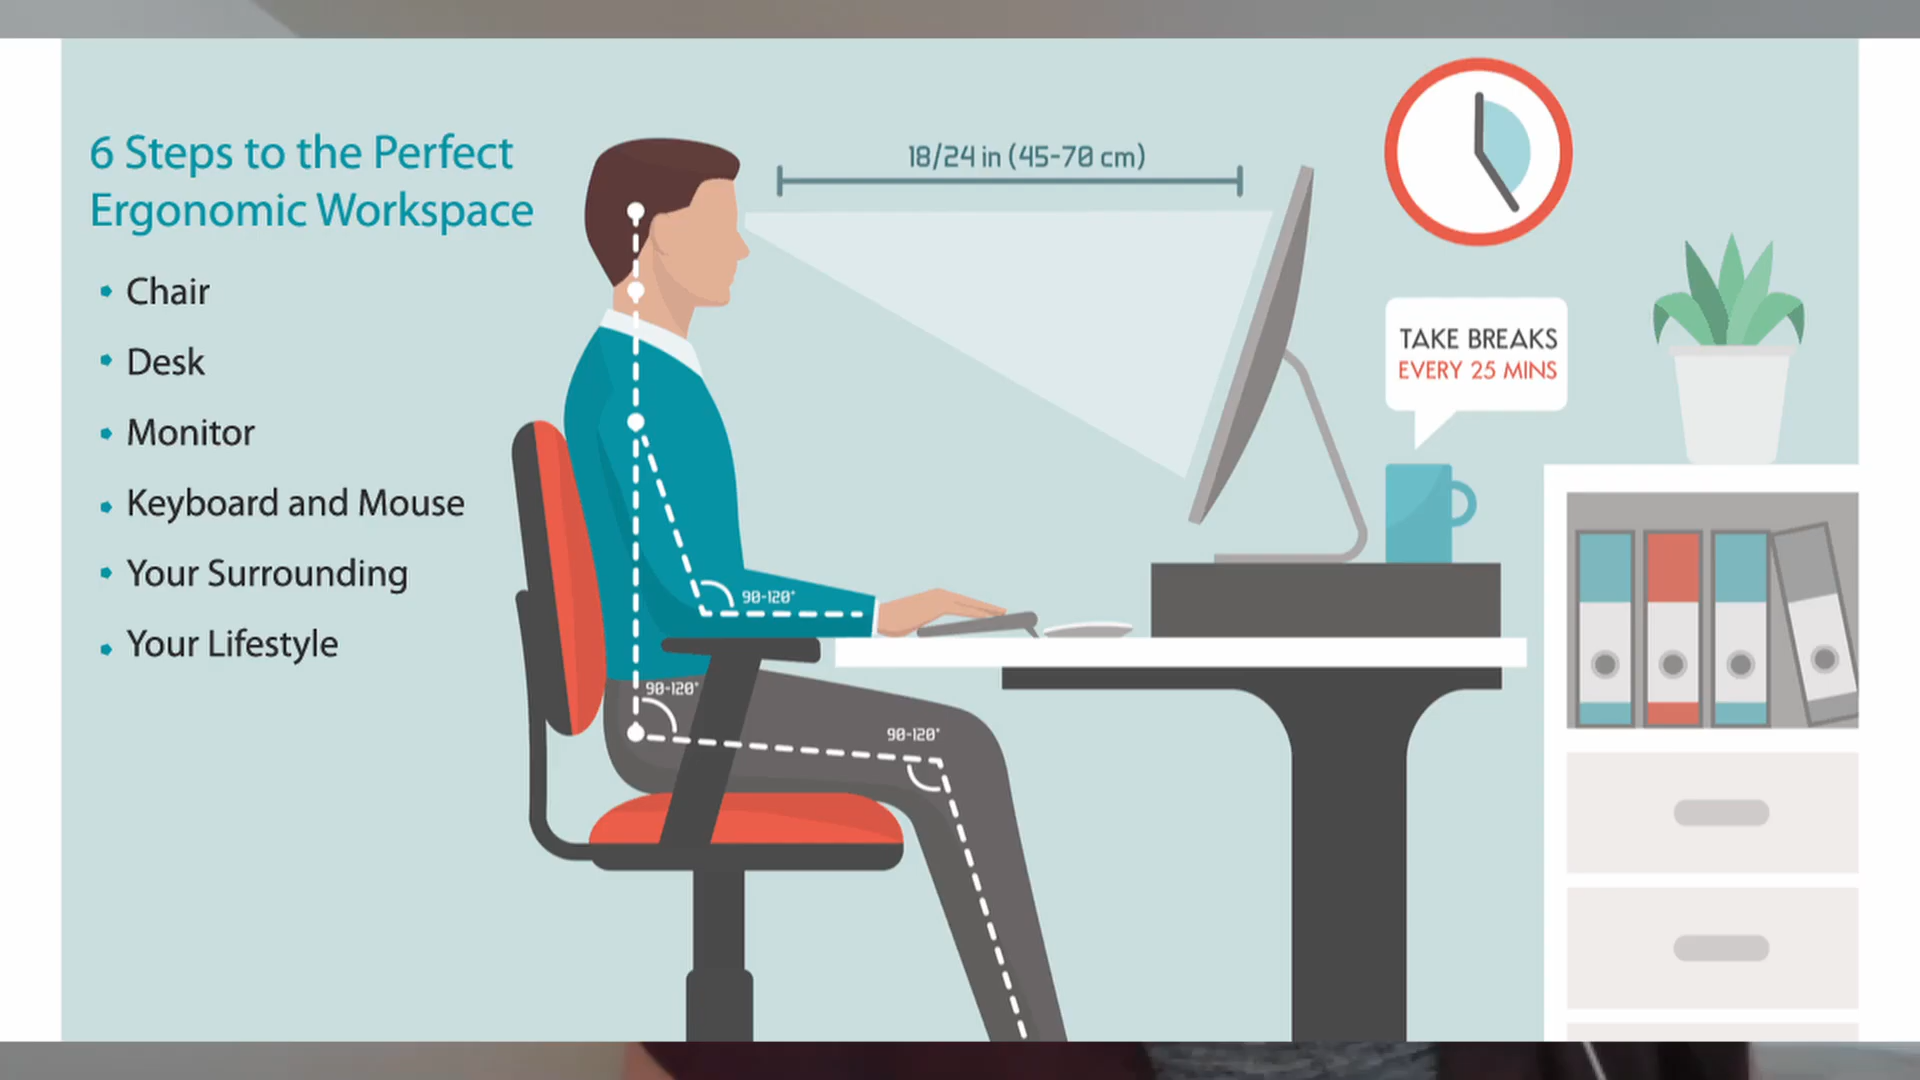 6 Steps to the Perfect
Ergonomic Workspace
Chair
Desk
Monitor
Keyboard and Mouse
Your Surrounding
Your Lifestyle
18/24 in (45-70 cm)
TAKE BREAKS
EVERY 25 MINS
90-120°
90-120°
90-120°